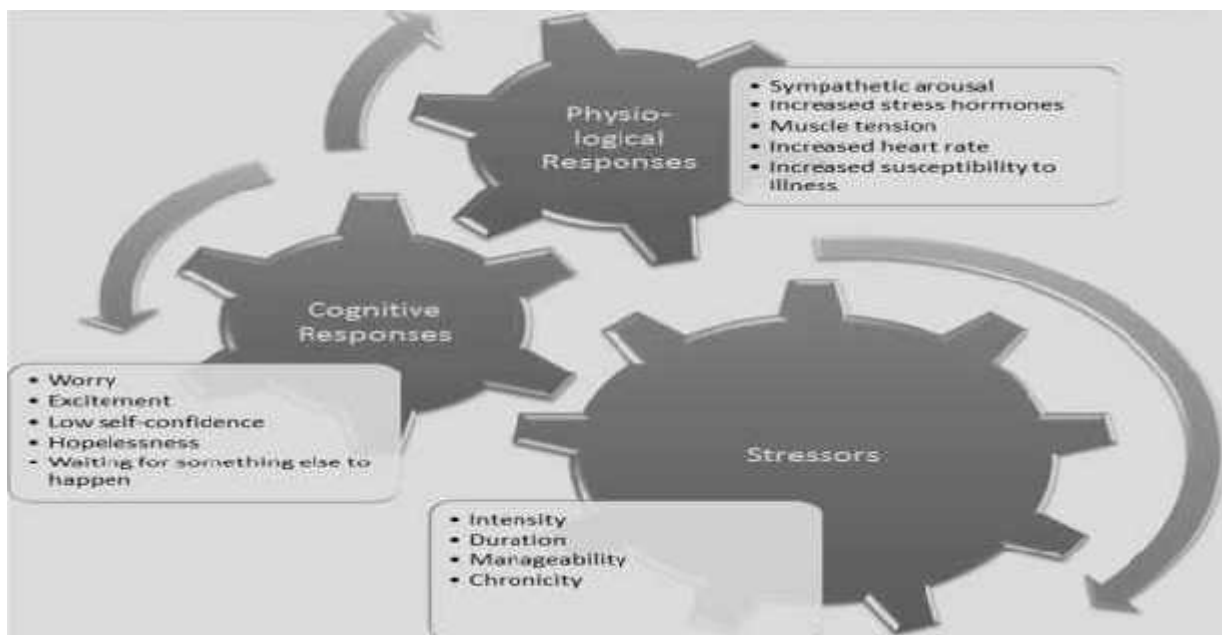 Physio-
logical
Responses
• Sympathetic arousal
• Increased stress hormones
• Muscle tension
• Increased heart rate
• Increased susceptibility to
illness
Cognitive
Responses
• Worry
• Excitement
• Low self-confidence
• Hopelessness
• Waiting for something else to
happen
Stressors
• Intensity
• Duration
• Manageability
• Chronicity